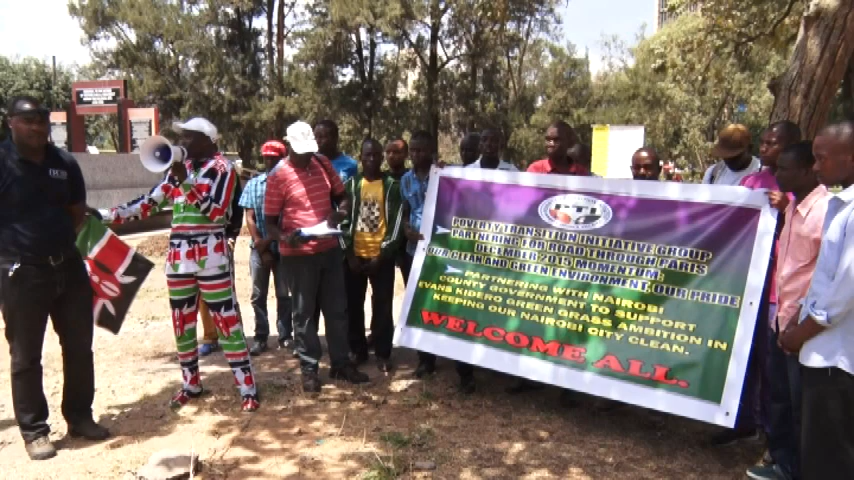 POVERTY TRANSITION INITIATIVE GROUP
PARTNERING FOR ROAD THROUGH PARIS
DECEMBER 2015 MOMENTUM:
OUR CLEAN AND GREEN ENVIRONMENT, OUR PRIDE
PARTNERING WITH NAIROBI
COUNTY GOVERNMENT TO SUPPORT
EVANS KIDERO GREEN GRASS AMBITION IN
KEEPING OUR NAIROBI CITY CLEAN.
WELCOME ALL.